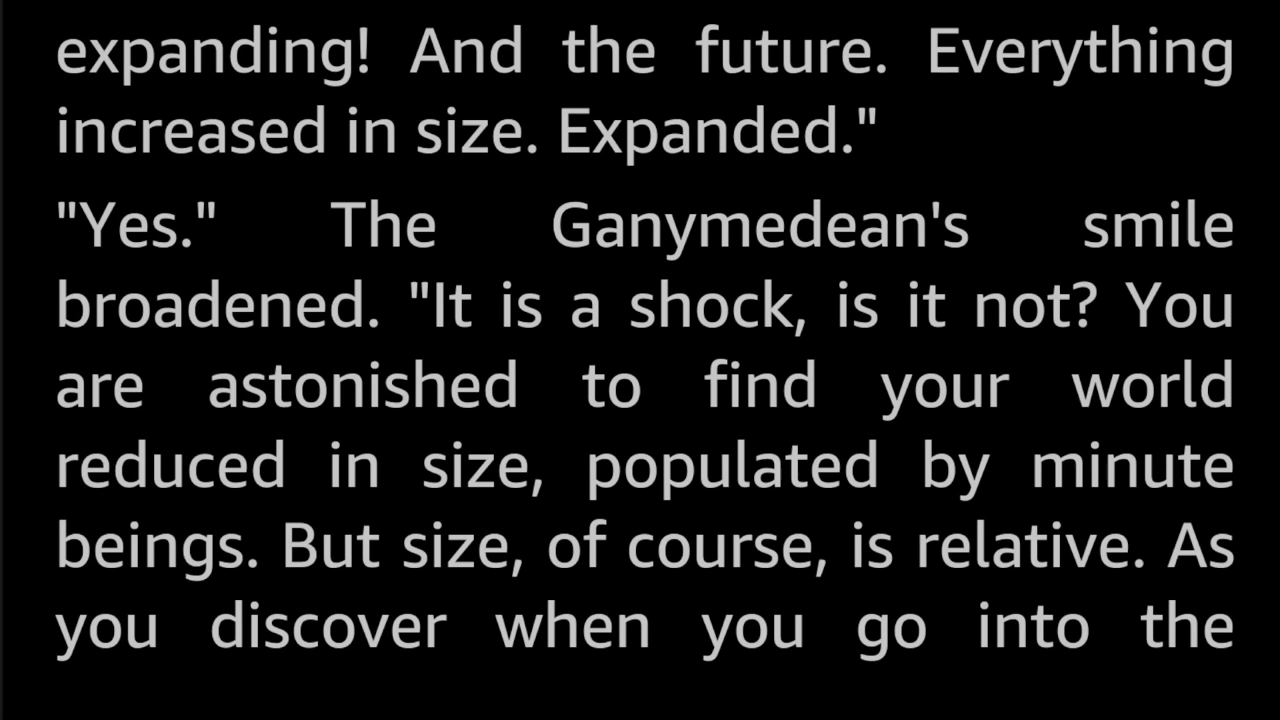 expanding! And the future. Everything
increased in size. Expanded."
"Yes." The Ganymedean's smile
broadened. "It is a shock, is it not? You
are astonished to find your world
reduced in size, populated by minute
beings. But size, of course, is relative. As
you discover when you go into the